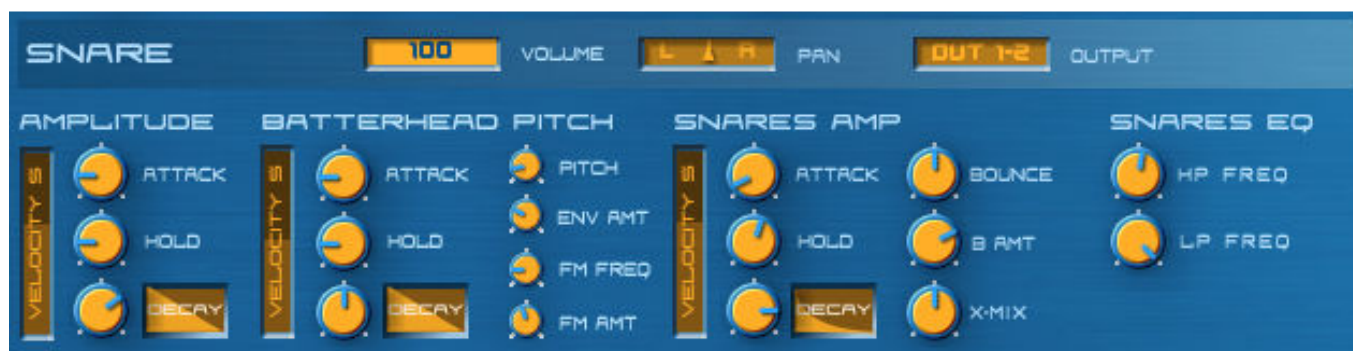 SNARE
100 VOLUME L R PAN OUT 1-2 OUTPUT
AMPLITUDE
VELOCITY S
ATTACK
HOLD
DECAY
BATTERHEAD PITCH
VELOCITY S
ATTACK
HOLD
DECAY
PITCH
ENV AMT
FM FREQ
FM AMT
SNARES AMP
VELOCITY S
ATTACK
HOLD
DECAY
BOUNCE
B AMT
X-MIX
SNARES EQ
HP FREQ
LP FREQ